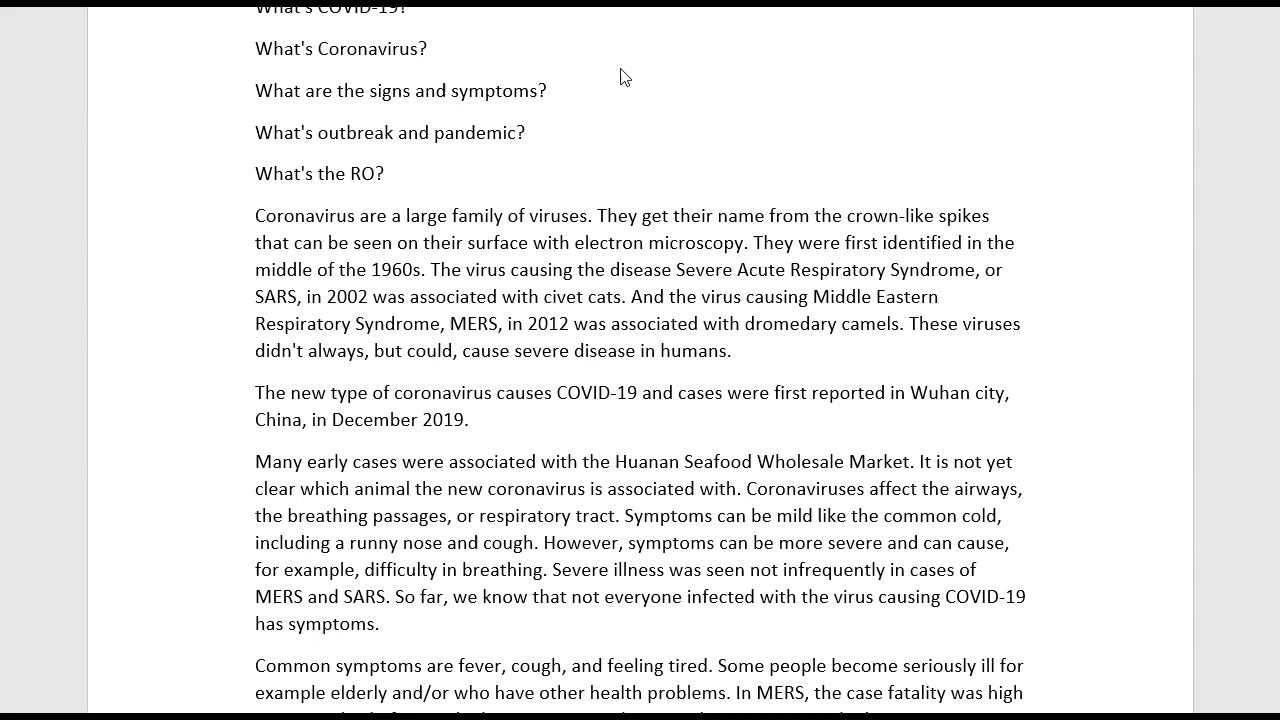 What's COVID-19?
What's Coronavirus?
What are the signs and symptoms?
What's outbreak and pandemic?
What's the RO?
Coronavirus are a large family of viruses. They get their name from the crown-like spikes
that can be seen on their surface with electron microscopy. They were first identified in the
middle of the 1960s. The virus causing the disease Severe Acute Respiratory Syndrome, or
SARS, in 2002 was associated with civet cats. And the virus causing Middle Eastern
Respiratory Syndrome, MERS, in 2012 was associated with dromedary camels. These viruses
didn't always, but could, cause severe disease in humans.
The new type of coronavirus causes COVID-19 and cases were first reported in Wuhan city,
China, in December 2019.
Many early cases were associated with the Huanan Seafood Wholesale Market. It is not yet
clear which animal the new coronavirus is associated with. Coronaviruses affect the airways,
the breathing passages, or respiratory tract. Symptoms can be mild like the common cold,
including a runny nose and cough. However, symptoms can be more severe and can cause,
for example, difficulty in breathing. Severe illness was seen not infrequently in cases of
MERS and SARS. So far, we know that not everyone infected with the virus causing COVID-19
has symptoms.
Common symptoms are fever, cough, and feeling tired. Some people become seriously ill for
example elderly and/or who have other health problems. In MERS, the case fatality was high